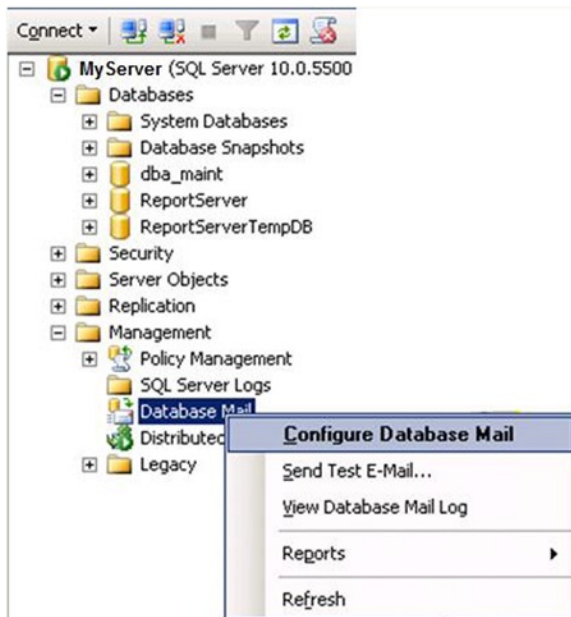 Connect
MyServer (SQL Server 10.0.5500
Databases
System Databases
Database Snapshots
dba_maint
ReportServer
ReportServerTempDB
Security
Server Objects
Replication
Management
Policy Management
SQL Server Logs
Database Mail
Configure Database Mail
Distributed
Send Test E-Mail...
Legacy
View Database Mail Log
Reports
Refresh